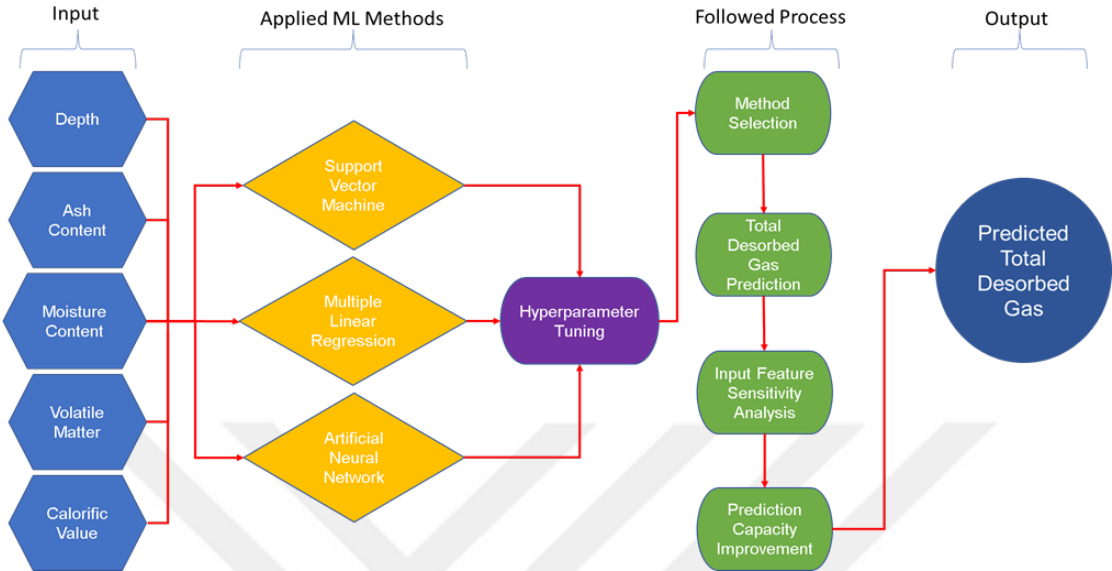 Input
Applied ML Methods
Followed Process
Output
Depth
Ash
Content
Moisture
Content
Volatile
Matter
Calorific
Value
Support
Vector
Machine
Multiple
Linear
Regression
Artificial
Neural
Network
Hyperparameter
Tuning
Method
Selection
Total
Desorbed
Gas
Prediction
Input Feature
Sensitivity
Analysis
Prediction
Capacity
Improvement
Predicted
Total
Desorbed
Gas